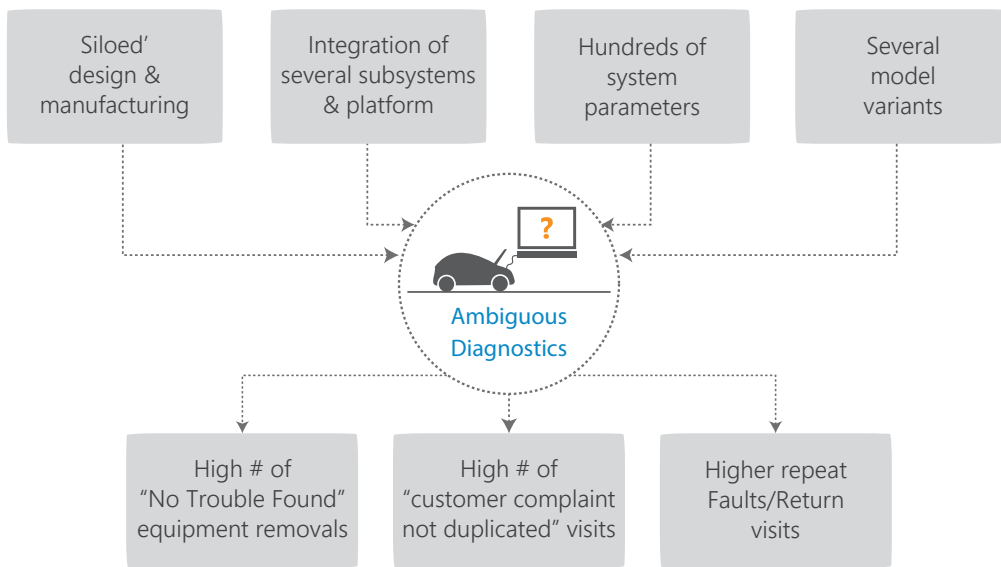 Siloed’
design &
manufacturing
Integration of
several subsystems
& platform
Hundreds of
system
parameters
Several
model
variants
?
Ambiguous
Diagnostics
High # of
“No Trouble Found”
equipment removals
High # of
“customer complaint
not duplicated” visits
Higher repeat
Faults/Return
visits